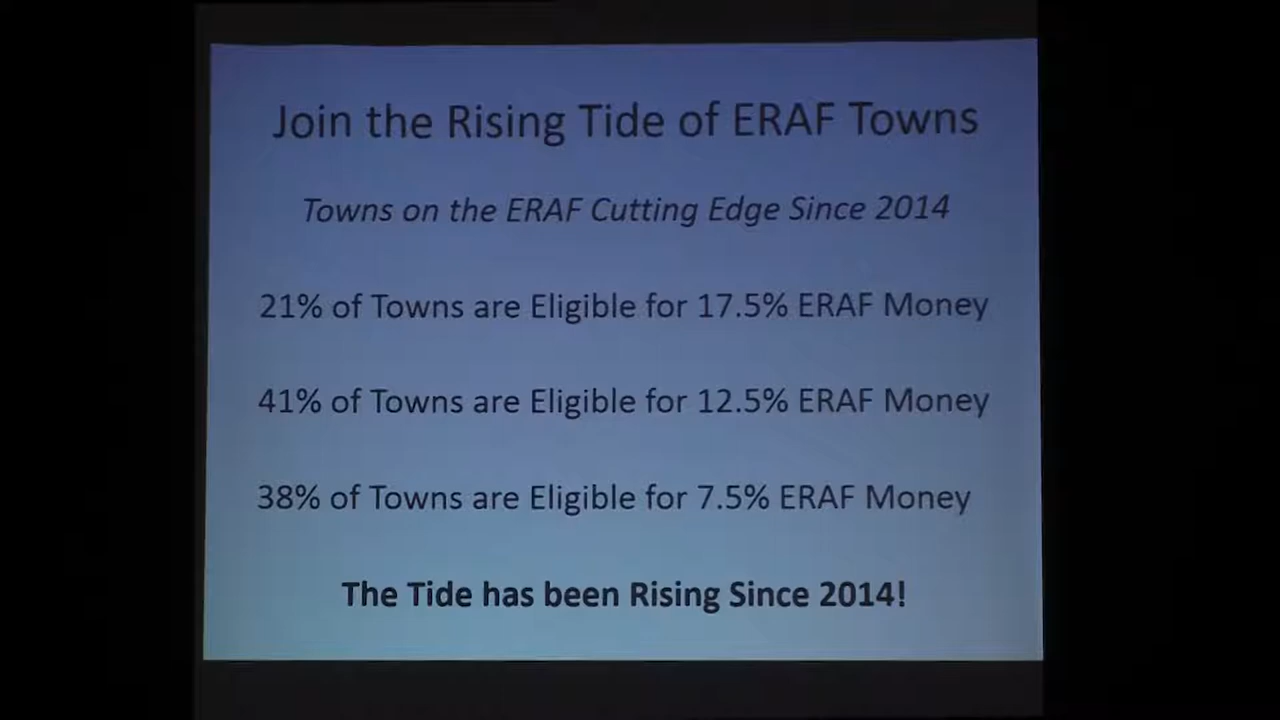 Join the Rising Tide of ERAF Towns
Towns on the ERAF Cutting Edge Since 2014
21% of Towns are Eligible for 17.5% ERAF Money
41% of Towns are Eligible for 12.5% ERAF Money
38% of Towns are Eligible for 7.5% ERAF Money
The Tide has been Rising Since 2014!